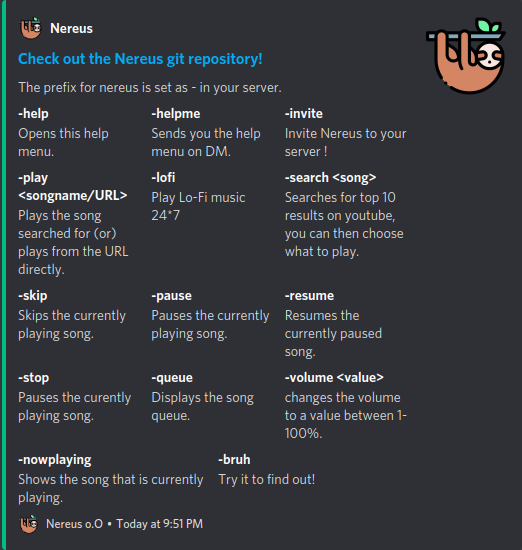 Nereus
Check out the Nereus git repository!
The prefix for nereus is set as - in your server.
-help
Opens this help
menu.
-helpme
Sends you the help
menu on DM.
-invite
Invite Nereus to your
server !
-play
<songname/URL>
Plays the song
searched for (or)
plays from the URL
directly.
-lofi
Play Lo-Fi music
24*7
-search <song>
Searches for top 10
results on youtube,
you can then choose
what to play.
-skip
Skips the currently
playing song.
-pause
Pauses the currently
playing song.
-resume
Resumes the
currently paused
song.
-stop
Pauses the curently
playing song.
-queue
Displays the song
queue.
-volume <value>
changes the volume
to a value between 1-
100%.
-nowplaying
Shows the song that is currently
playing.
-bruh
Try it to find out!
Nereus o.O • Today at 9:51 PM